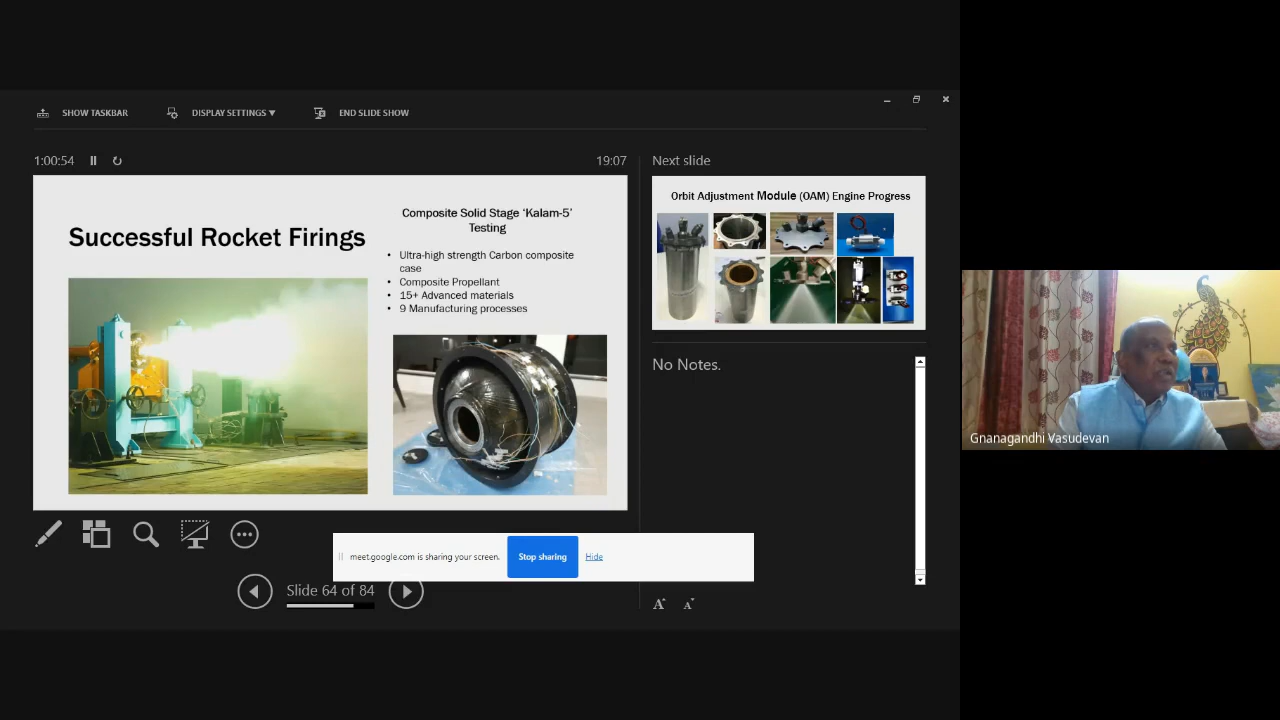 SHOW TASKBAR
DISPLAY SETTINGS ▼
END SLIDE SHOW
1:00:54
19:07
Next slide
Successful Rocket Firings
Composite Solid Stage ‘Kalam-5’
Testing
• Ultra-high strength Carbon composite
case
• Composite Propellant
• 15+ Advanced materials
• 9 Manufacturing processes
Orbit Adjustment Module (OAM) Engine Progress
No Notes.
Gnanagandhi Vasudevan
meet.google.com is sharing your screen.
Stop sharing
Hide
Slide 64 of 84
A
A